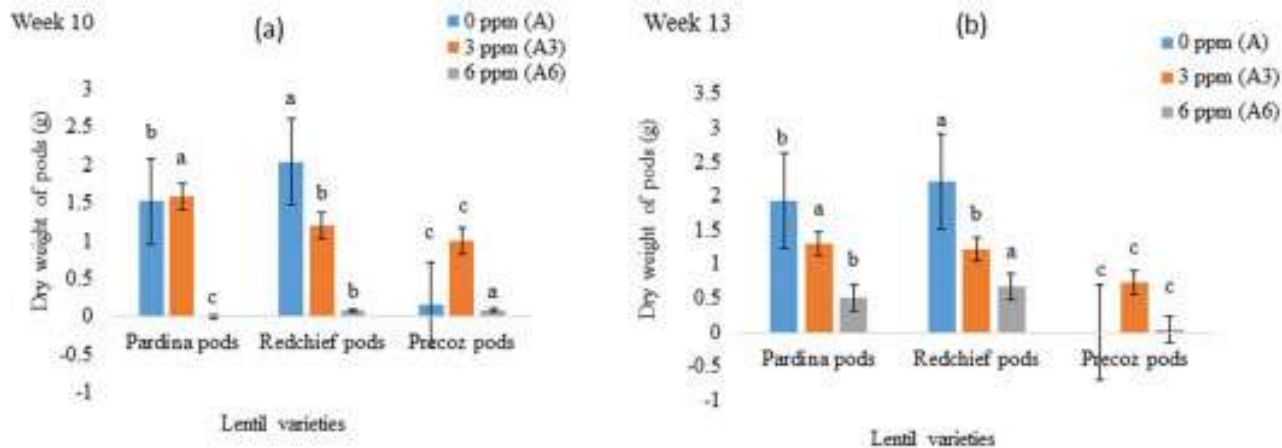 Week 10
(a)
0 ppm (A)
3 ppm (A3)
6 ppm (A6)
Dry weight of pods (g)
3
2.5
2
1.5
1
0.5
0
-0.5
-1
b
a
c
a
b
b
c
c
a
Pardina pods
Redchief pods
Precoz pods
Lentil varieties
Week 13
(b)
0 ppm (A)
3 ppm (A3)
6 ppm (A6)
Dry weight of pods (g)
3.5
3
2.5
2
1.5
1
0.5
0
-0.5
-1
b
a
b
a
b
a
c
c
c
Pardina pods
Redchief pods
Precoz pods
Lentil varieties